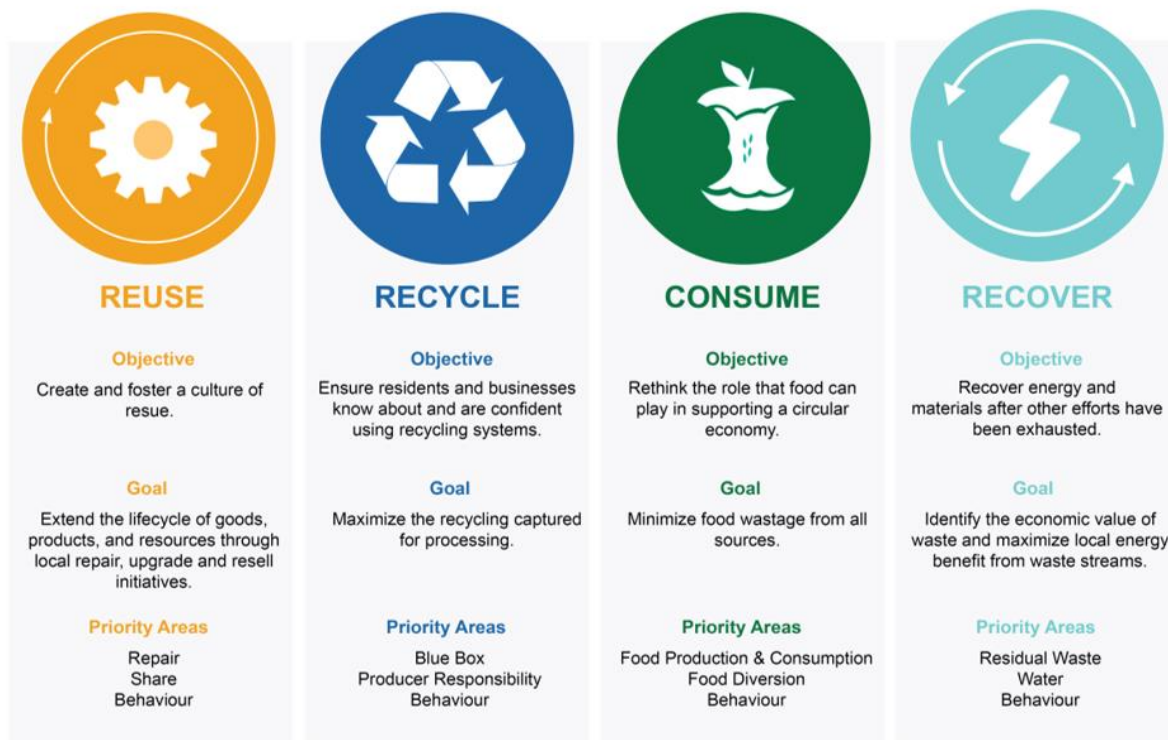 REUSE
Objective
Create and foster a culture of
resue.
Goal
Extend the lifecycle of goods,
products, and resources through
local repair, upgrade and resell
initiatives.
Priority Areas
Repair
Share
Behaviour
RECYCLE
Objective
Ensure residents and businesses
know about and are confident
using recycling systems.
Goal
Maximize the recycling captured
for processing.
Priority Areas
Blue Box
Producer Responsibility
Behaviour
CONSUME
Objective
Rethink the role that food can
play in supporting a circular
economy.
Goal
Minimize food wastage from all
sources.
Priority Areas
Food Production & Consumption
Food Diversion
Behaviour
RECOVER
Objective
Recover energy and
materials after other efforts have
been exhausted.
Goal
Identify the economic value of
waste and maximize local energy
benefit from waste streams.
Priority Areas
Residual Waste
Water
Behaviour